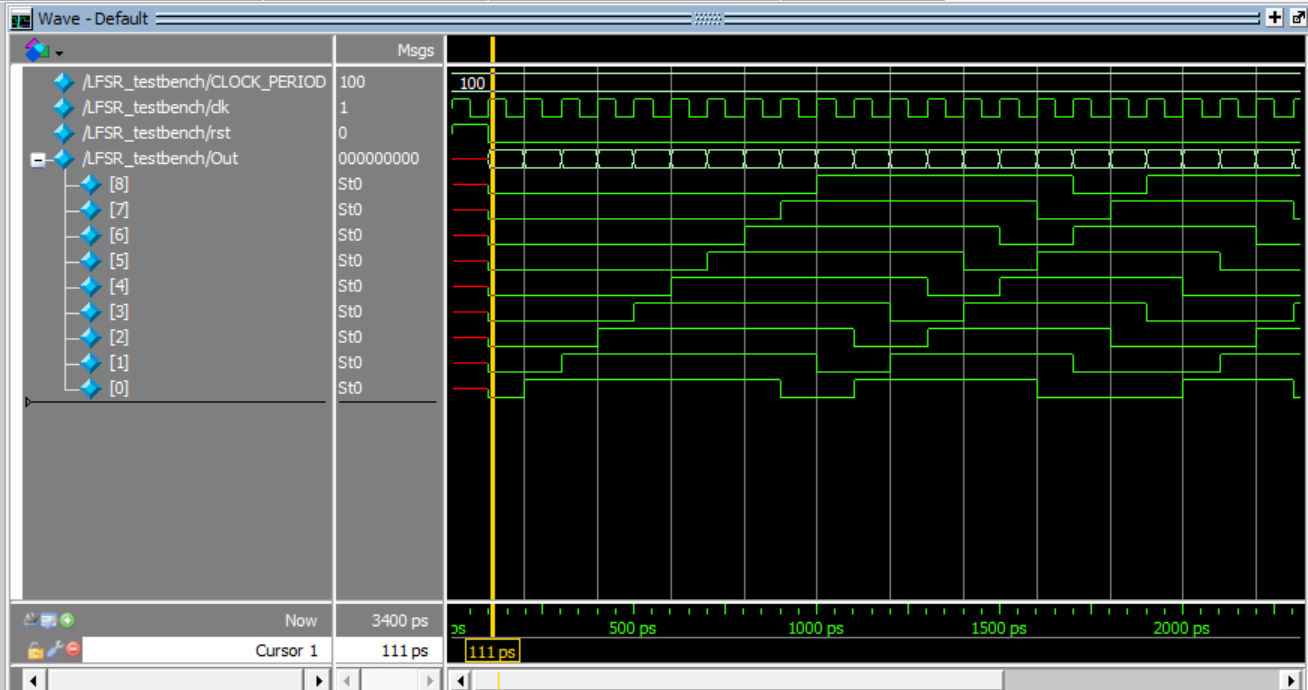 Wave - Default
Msgs
/LFSR_testbench/CLOCK_PERIOD 100 100
/LFSR_testbench/clk 1
/LFSR_testbench/rst 0
/LFSR_testbench/Out 000000000
[8] St0
[7] St0
[6] St0
[5] St0
[4] St0
[3] St0
[2] St0
[1] St0
[0] St0
Now 3400 ps ps 500 ps 1000 ps 1500 ps 2000 ps
Cursor 1 111 ps 111 ps